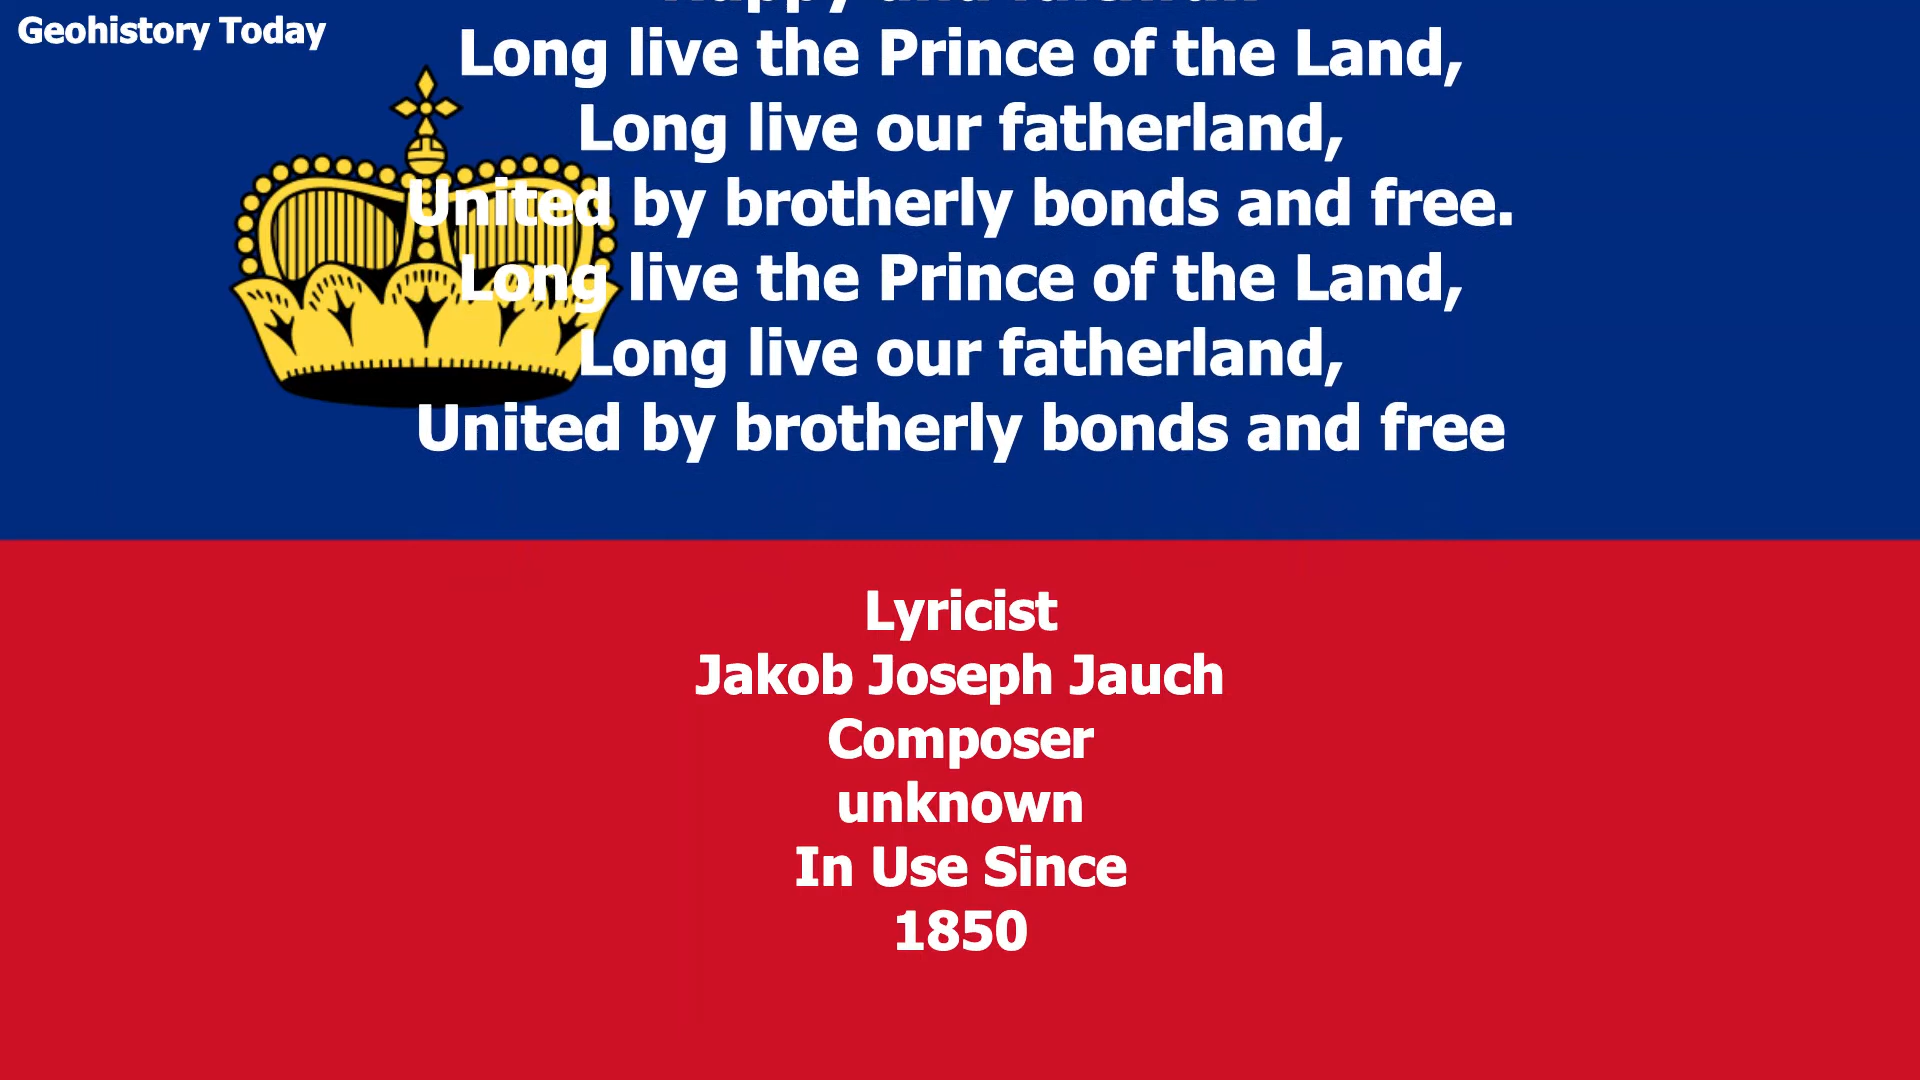 Geohistory Today
Long live the Prince of the Land,
Long live our fatherland,
United by brotherly bonds and free.
Long live the Prince of the Land,
Long live our fatherland,
United by brotherly bonds and free
Lyricist
Jakob Joseph Jauch
Composer
unknown
In Use Since
1850